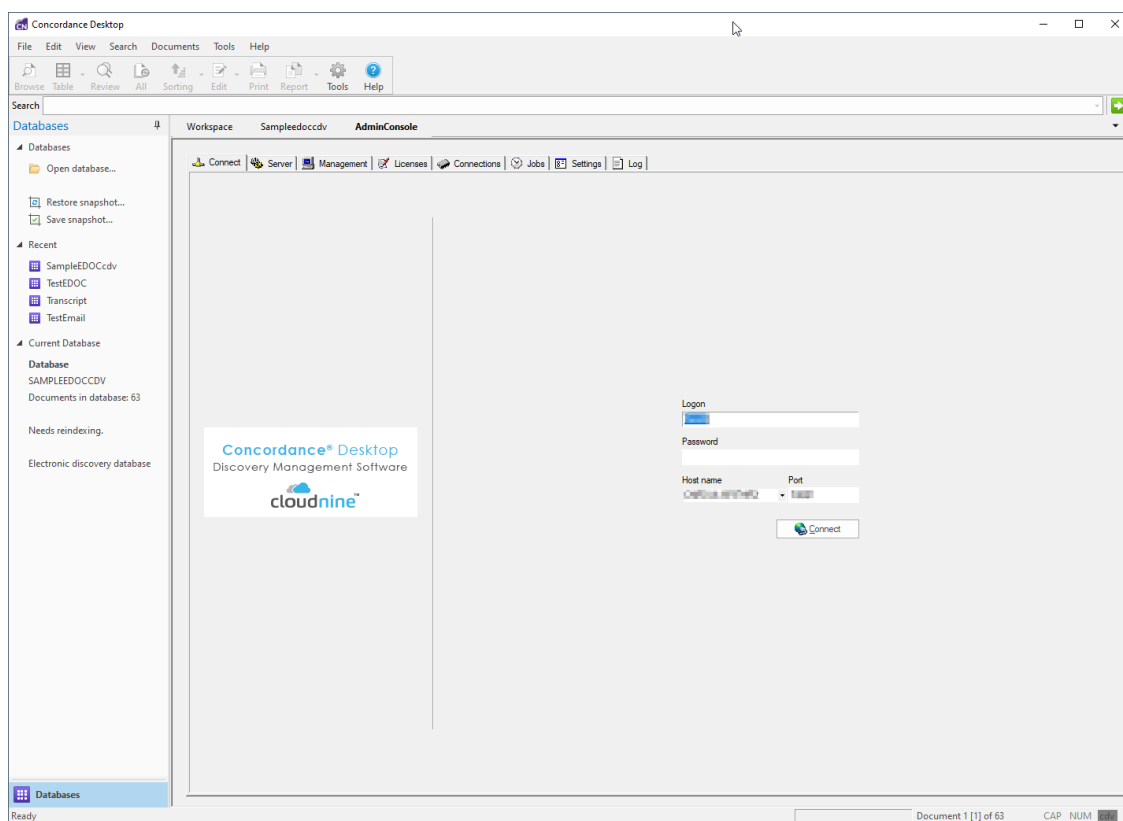 CN Concordance Desktop
File Edit View Search Documents Tools Help
Browse Table Review All Sorting Edit Print Report Tools Help
Search
Databases
Workspace Sampleedoccdv AdminConsole
Databases
Open database...
Restore snapshot...
Save snapshot...
Recent
SampleEDOCcdv
TestEDOC
Transcript
TestEmail
Current Database
Database
SAMPLEEDOCCDV
Documents in database: 63
Needs reindexing.
Electronic discovery database
Connect Server Management Licenses Connections Jobs Settings Log
Concordance® Desktop
Discovery Management Software
cloudnine™
Logon
Password
Host name Port
Connect
Databases
Ready Document 1 [1] of 63 CAP NUM cdv